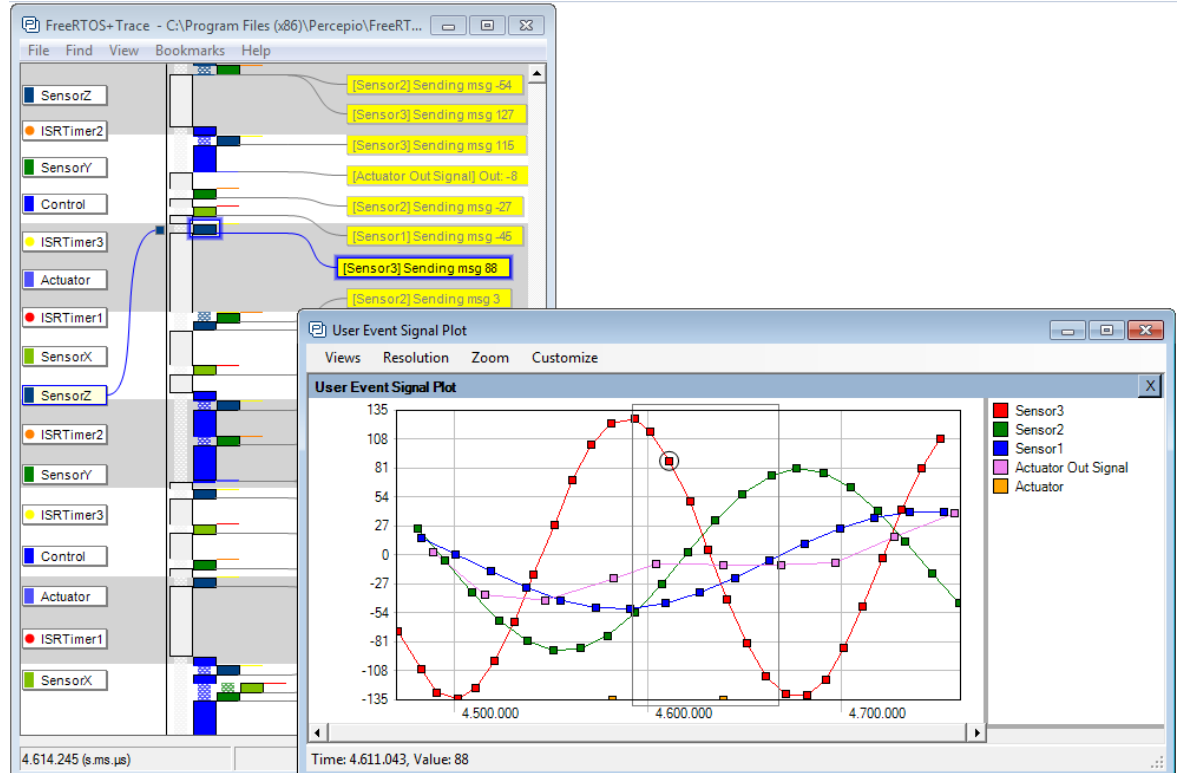 FreeRTOS+Trace - C:\Program Files (x86)\Percepio\FreeRT...
File Find View Bookmarks Help
SensorZ
ISRTimer2
SensorY
Control
ISRTimer3
Actuator
ISRTimer1
SensorX
SensorZ
ISRTimer2
SensorY
ISRTimer3
Control
Actuator
ISRTimer1
SensorX
[Sensor2] Sending msg -54
[Sensor3] Sending msg 127
[Sensor3] Sending msg 115
[Actuator Out Signal] Out: -8
[Sensor2] Sending msg -27
[Sensor1] Sending msg -45
[Sensor3] Sending msg 88
[Sensor2] Sending msg 3
4.614.245 (s.ms.µs)
User Event Signal Plot
Views Resolution Zoom Customize
User Event Signal Plot X
135
108
81
54
27
0
-27
-54
-81
-108
-135
4.500.000 4.600.000 4.700.000
Sensor3
Sensor2
Sensor1
Actuator Out Signal
Actuator
Time: 4.611.043, Value: 88